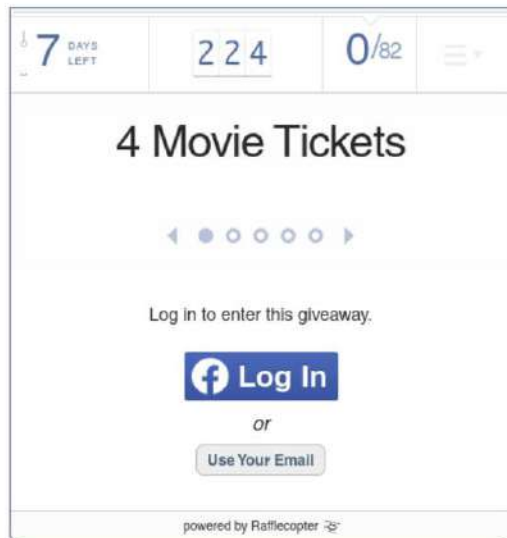 7 DAYS LEFT
224
0/82
4 Movie Tickets
Log in to enter this giveaway.
Log In
or
Use Your Email
powered by Rafflecopter